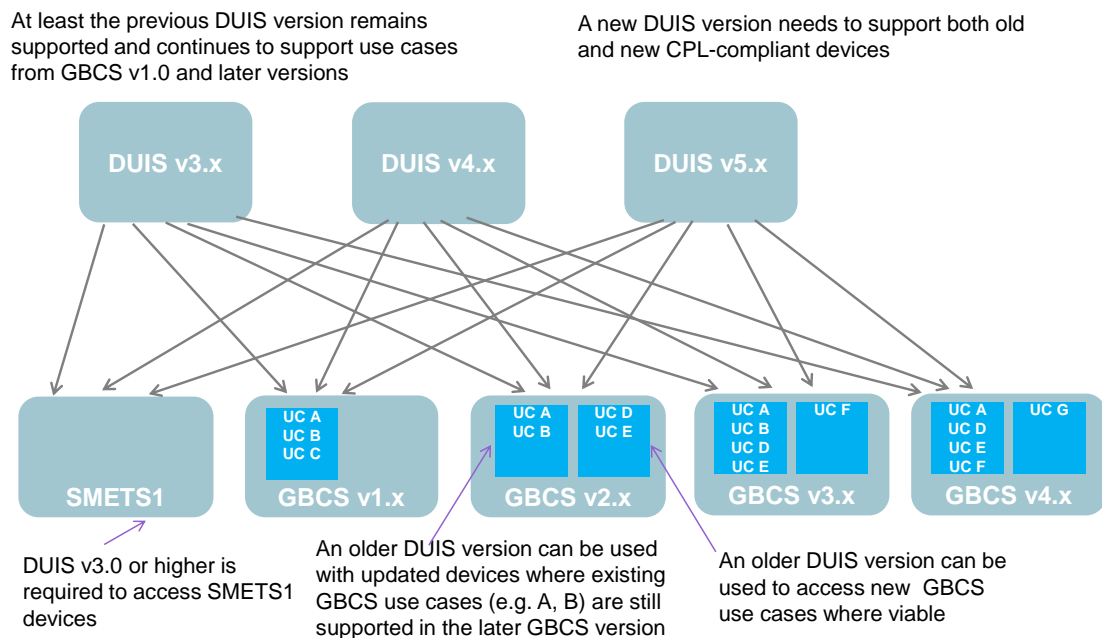 At least the previous DUIS version remains
supported and continues to support use cases
from GBCS v1.0 and later versions
A new DUIS version needs to support both old
and new CPL-compliant devices
DUIS v3.x
DUIS v4.x
DUIS v5.x
SMETS1
UC A
UC B
UC C
GBCS v1.x
UC A
UC B
UC D
UC E
GBCS v2.x
UC A
UC B
UC D
UC E
UC F
GBCS v3.x
UC A
UC D
UC E
UC F
UC G
GBCS v4.x
DUIS v3.0 or higher is
required to access SMETS1
devices
An older DUIS version can be used
with updated devices where existing
GBCS use cases (e.g. A, B) are still
supported in the later GBCS version
An older DUIS version can be
used to access new GBCS
use cases where viable